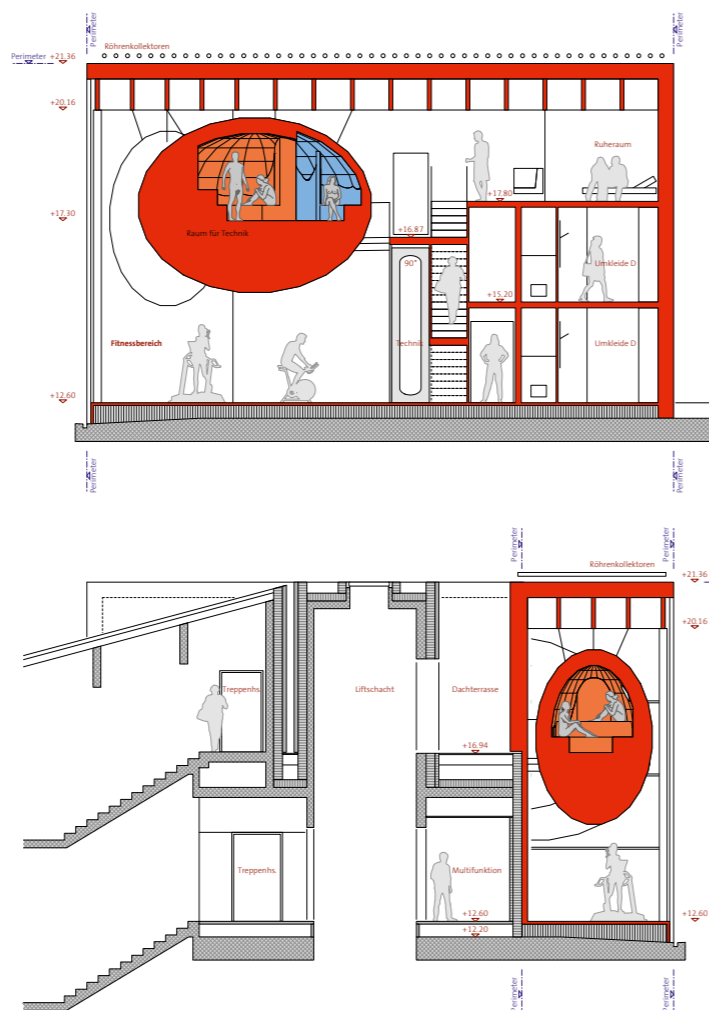 Perimeter
Perimeter
Röhrenkollektoren
Perimeter +21.36
+20.16
Ruheraum
+17.80
+17.30
Raum für Technik
+16.87
90°
Umkleide D
+15.20
Fitnessbereich
Technik
Umkleide D
+12.60
Perimeter
Perimeter
Perimeter
Perimeter
Röhrenkollektoren
+21.36
+20.16
Treppenhs.
Liftschacht
Dachterrasse
+16.94
Treppenhs.
Multifunktion
+12.60
+12.60
+12.20
Perimeter
Perimeter